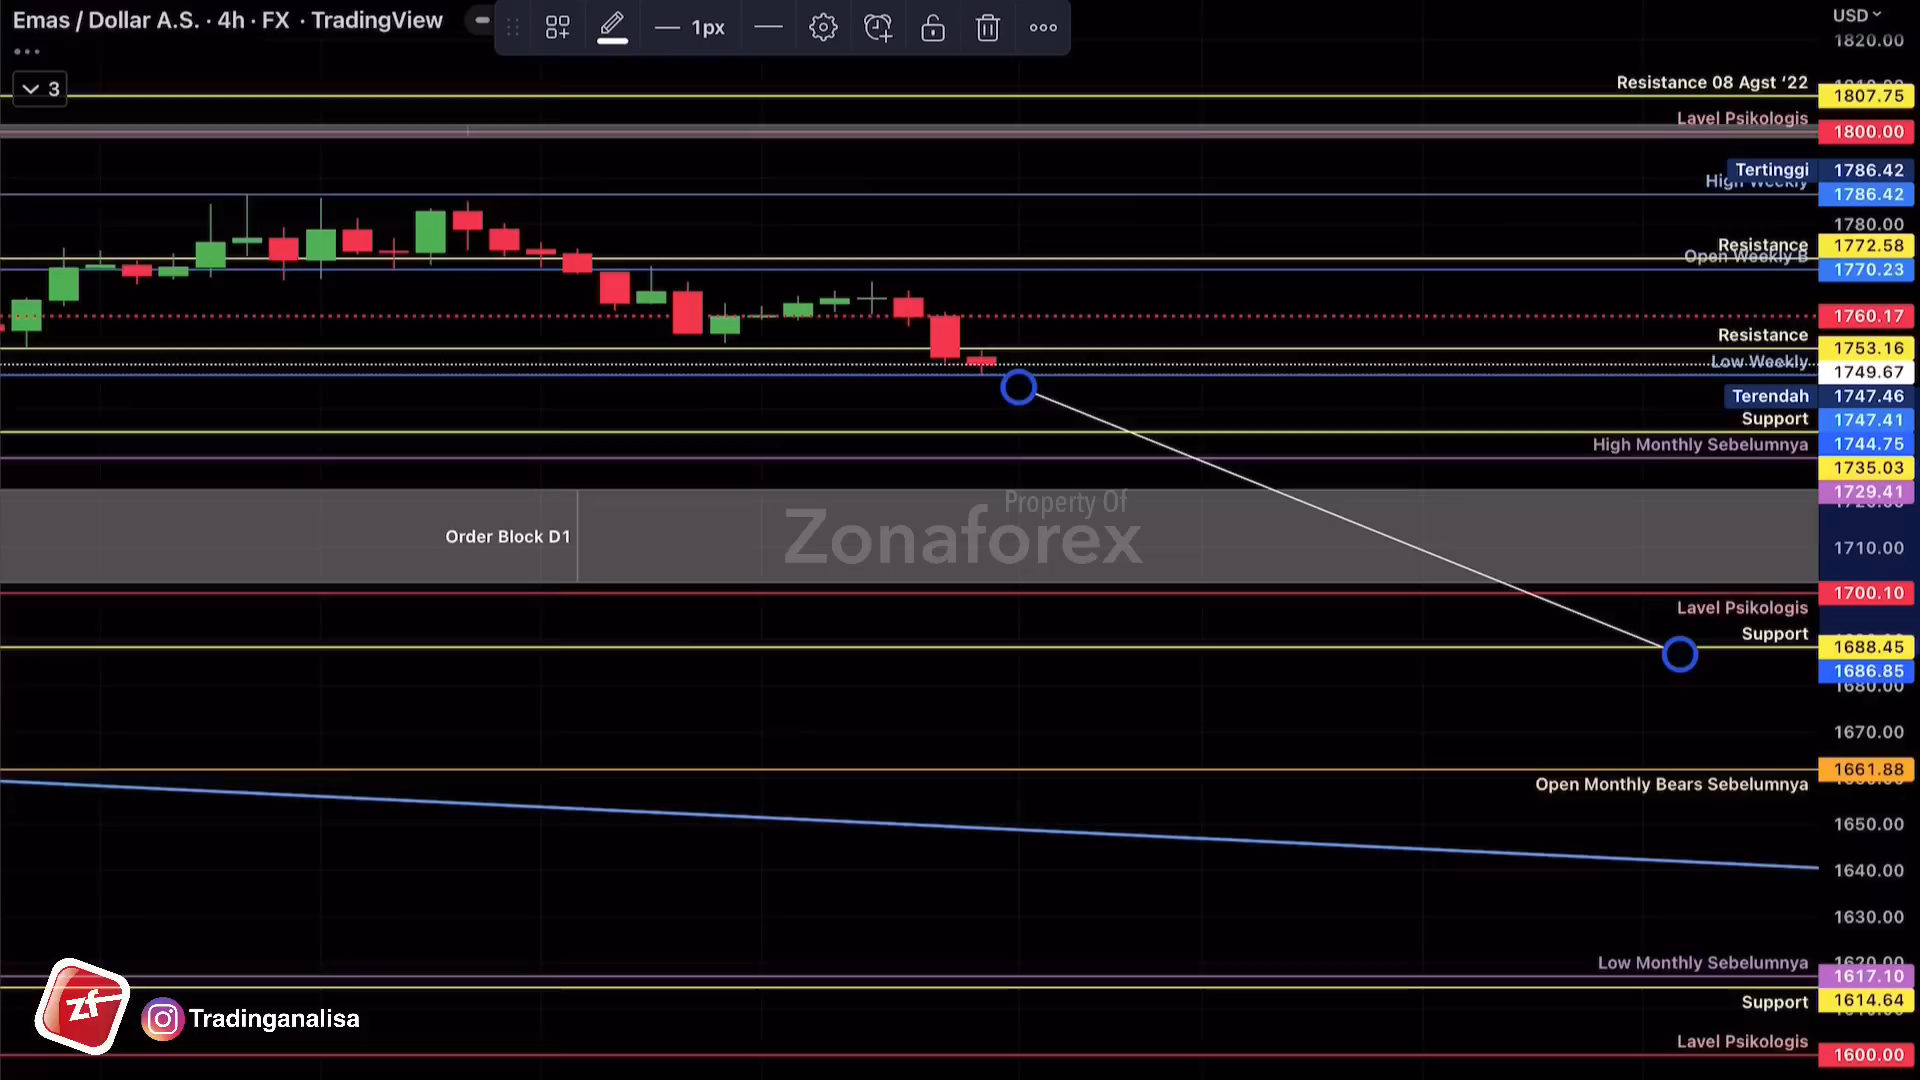 Emas / Dollar A.S. · 4h · FX · TradingView
1px
USD
1820.00
3
Resistance 08 Agst ‘22
1807.75
Lavel Psikologis
1800.00
Tertinggi 1786.42
High Weekly 1786.42
1780.00
Resistance 1772.58
Open Weekly B 1770.23
1760.17
Resistance
1753.16
Low Weekly
1749.67
Terendah 1747.46
Support 1747.41
High Monthly Sebelumnya 1744.75
1735.03
1729.41
Property Of
Zonaforex
Order Block D1
1710.00
1700.10
Lavel Psikologis
Support
1688.45
1686.85
1680.00
1670.00
1661.88
Open Monthly Bears Sebelumnya
1650.00
1640.00
1630.00
Low Monthly Sebelumnya
1617.10
Support 1614.64
zf
Tradinganalisa
Lavel Psikologis
1600.00